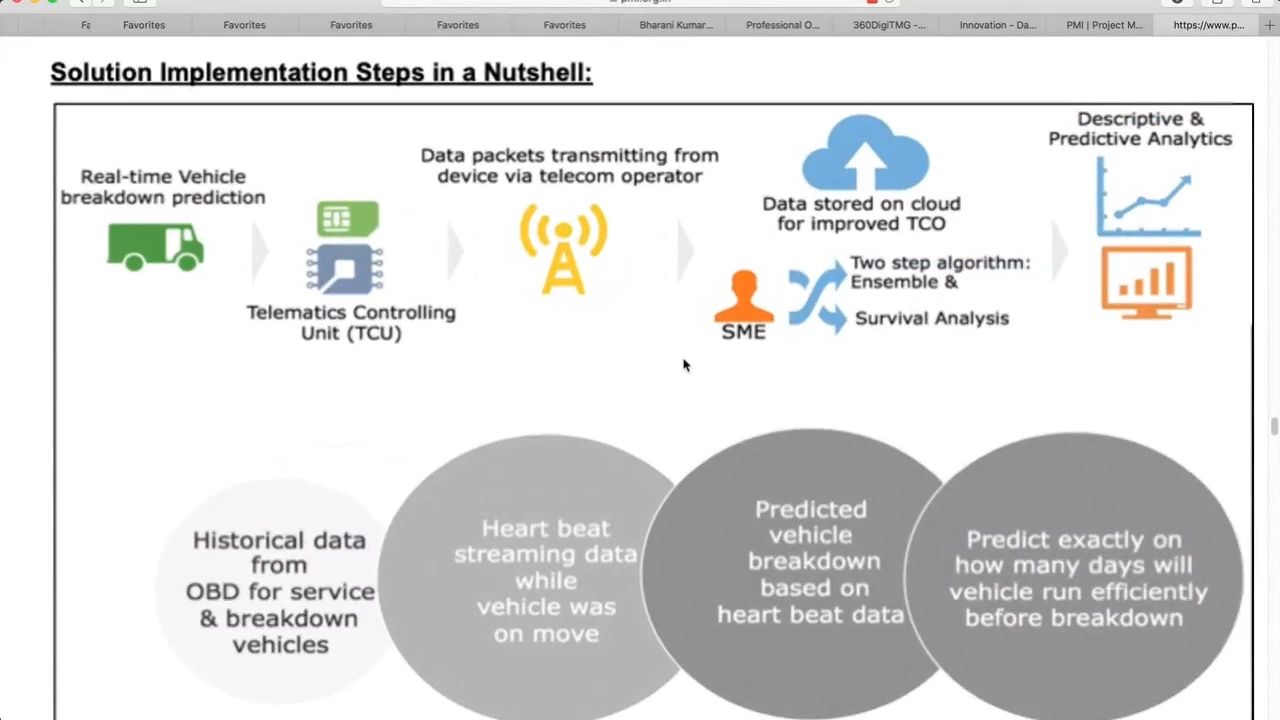 pmi.org.in
Fa
Favorites
Favorites
Favorites
Favorites
Favorites
Bharani Kumar...
Professional O...
360DigiTMG -...
Innovation - Da...
PMI | Project M...
https://www.p...
Solution Implementation Steps in a Nutshell:
Real-time Vehicle
breakdown prediction
Telematics Controlling
Unit (TCU)
Data packets transmitting from
device via telecom operator
Data stored on cloud
for improved TCO
SME
Two step algorithm:
Ensemble &
Survival Analysis
Descriptive &
Predictive Analytics
Historical data
from
OBD for service
& breakdown
vehicles
Heart beat
streaming data
while
vehicle was
on move
Predicted
vehicle
breakdown
based on
heart beat data
Predict exactly on
how many days will
vehicle run efficiently
before breakdown